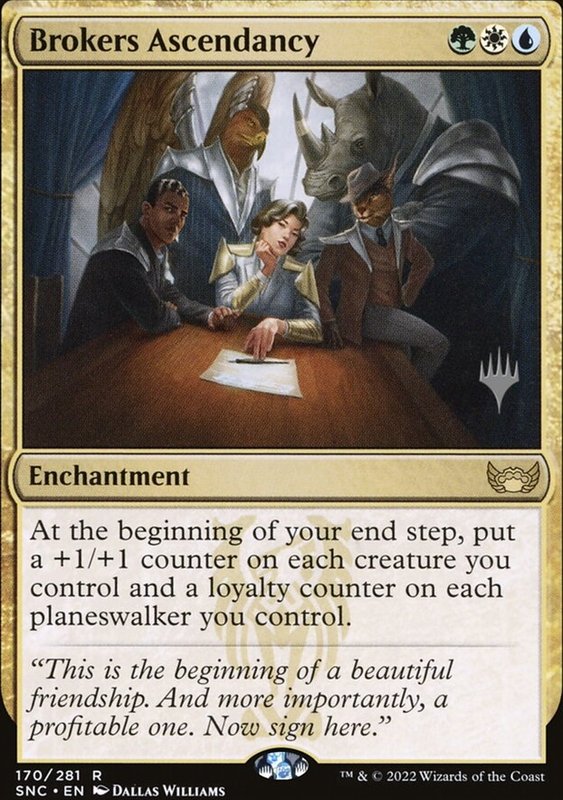 Brokers Ascendancy
Enchantment
At the beginning of your end step, put
a +1/+1 counter on each creature you
control and a loyalty counter on each
planeswalker you control.
“This is the beginning of a beautiful
friendship. And more importantly, a
profitable one. Now sign here.”
170/281 R
SNC • EN DALLAS WILLIAMS
™ & © 2022 Wizards of the Coast